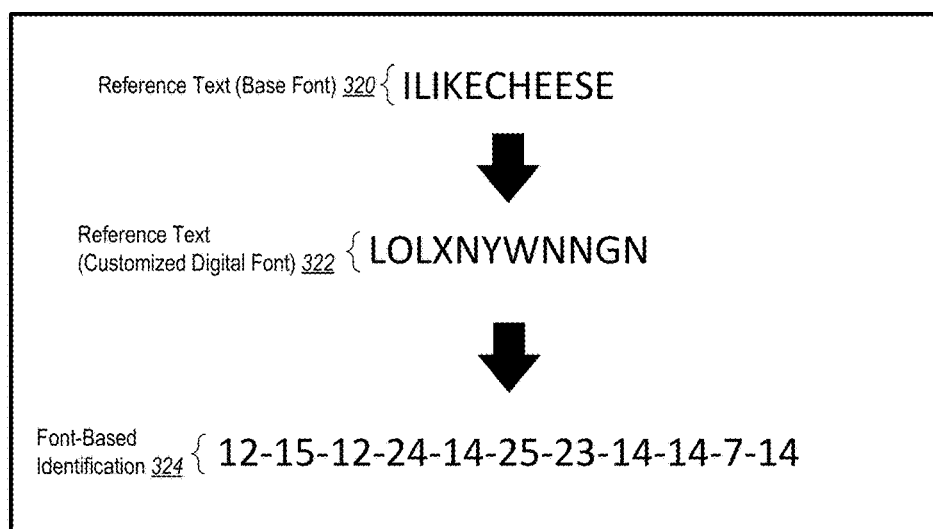 Reference Text (Base Font) 320 { ILIKECHEESE
Reference Text
(Customized Digital Font) 322 { LOLXNYWNNGN
Font-Based
Identification 324 { 12-15-12-24-14-25-23-14-14-7-14